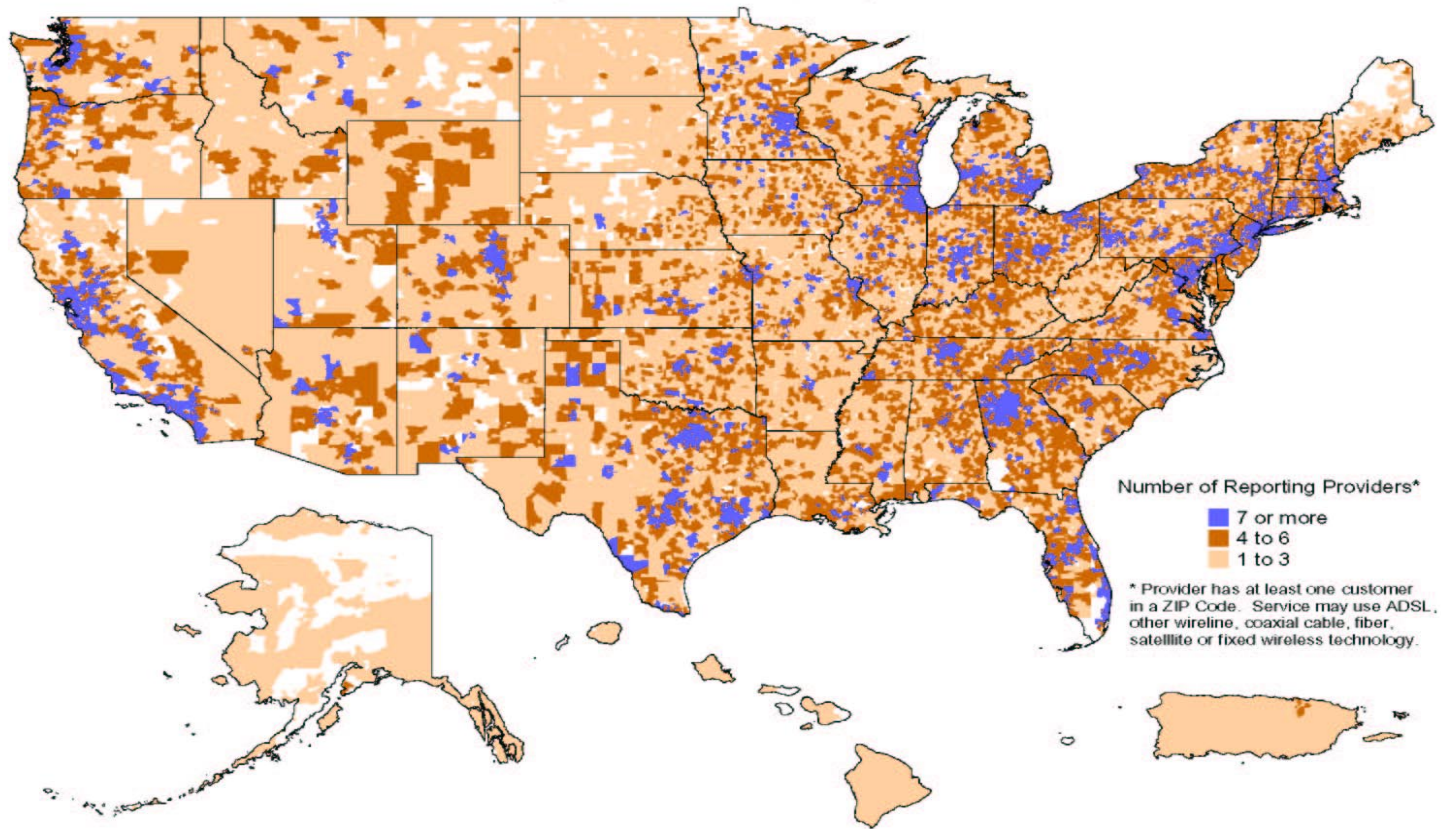 Number of Reporting Providers*
7 or more
4 to 6
1 to 3
* Provider has at least one customer
in a ZIP Code. Service may use ADSL,
other wireline, coaxial cable, fiber,
satelllite or fixed wireless technology.